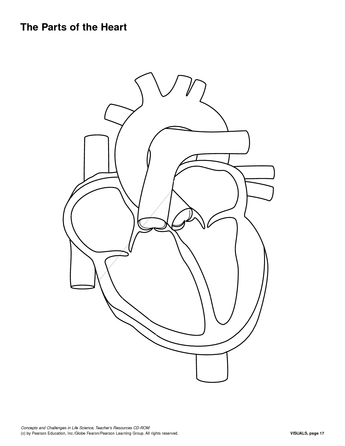 The Parts of the Heart
Concepts and Challenges in Life Science, Teacher's Resources CD-ROM
(c) by Pearson Education, Inc./Globe Fearon/Pearson Learning Group. All rights reserved.
VISUALS, page 17